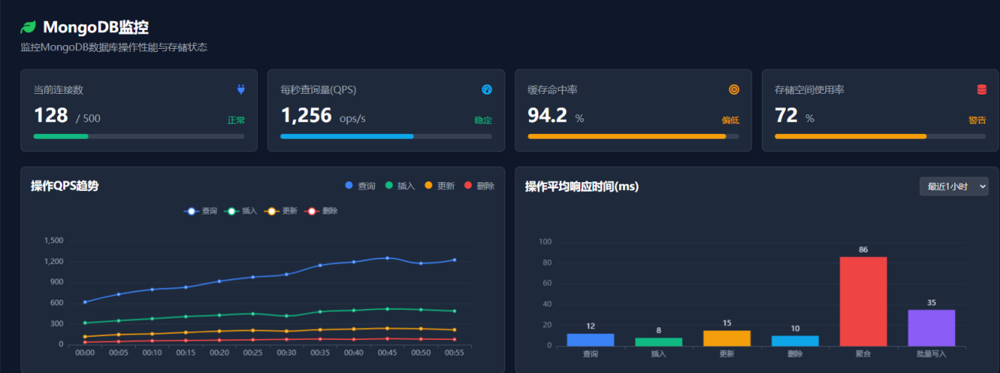 MongoDB监控
监控MongoDB数据库操作性能与存储状态
当前连接数
128 / 500
正常
每秒查询量(QPS)
1,256 ops/s
稳定
缓存命中率
94.2 %
偏低
存储空间使用率
72 %
警告
操作QPS趋势
查询 插入 更新 删除
查询 插入 更新 删除
1,500
1,200
900
600
300
0
00:00 00:05 00:10 00:15 00:20 00:25 00:30 00:35 00:40 00:45 00:50 00:55
操作平均响应时间(ms)
最近1小时
100
80
60
40
20
0
12 8 15 10 86 35
查询 插入 更新 删除 聚合 批量写入